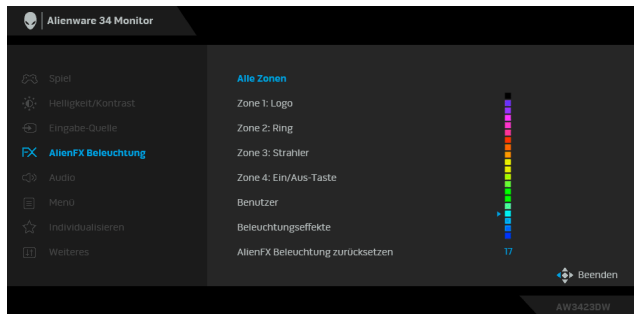 Alienware 34 Monitor
Spiel
Helligkeit/Kontrast
Eingabe-Quelle
FX AlienFX Beleuchtung
Audio
Menü
Individualisieren
Weiteres
Alle Zonen
Zone 1: Logo
Zone 2: Ring
Zone 3: Strahler
Zone 4: Ein/Aus-Taste
Benutzer
Beleuchtungseffekte
AlienFX Beleuchtung zurücksetzen
17
Beenden
AW3423DW